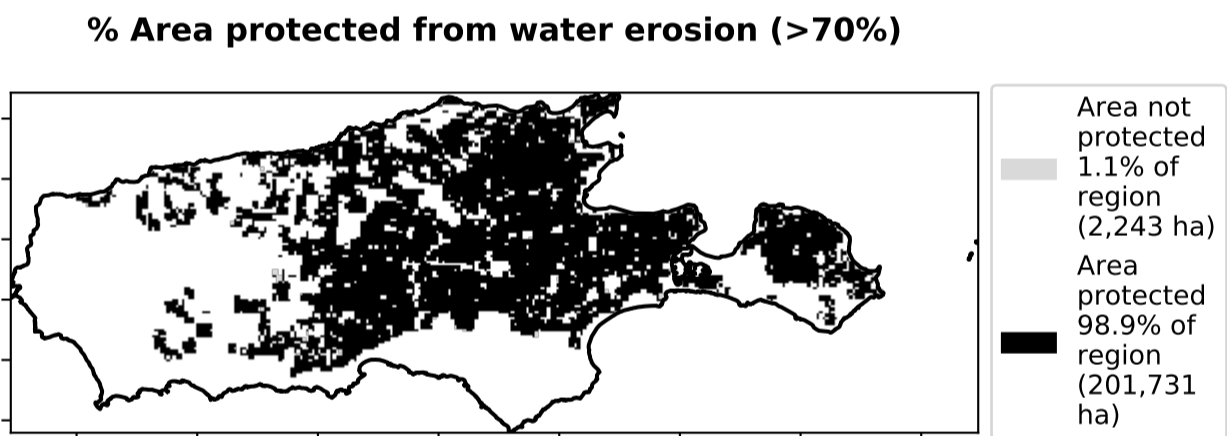 % Area protected from water erosion (>70%)
Area not
protected
1.1% of
region
(2,243 ha)
Area
protected
98.9% of
region
(201,731
ha)